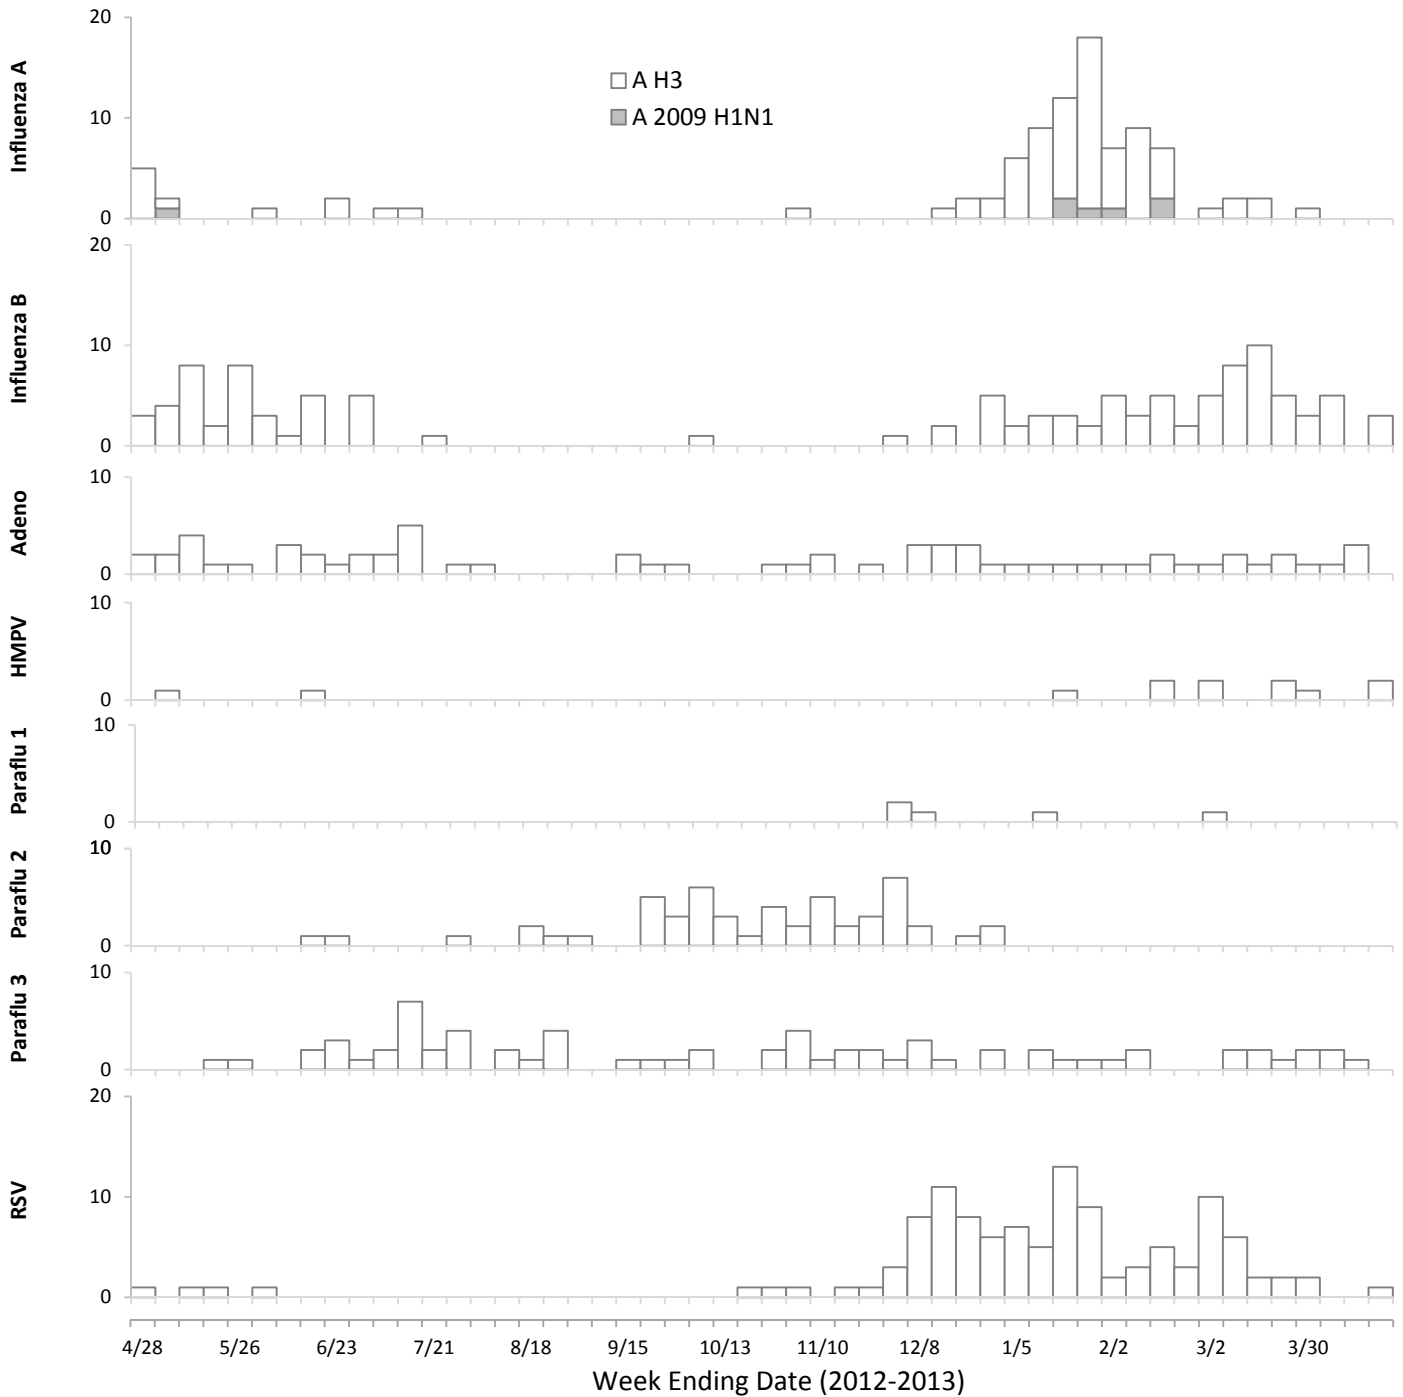 Influenza A
20
10
0
A H3
A 2009 H1N1
Influenza B
20
10
0
Adeno
10
0
HMPV
10
0
Paraflu 1
10
0
Paraflu 2
10
0
Paraflu 3
10
0
RSV
20
10
0
4/28 5/26 6/23 7/21 8/18 9/15 10/13 11/10 12/8 1/5 2/2 3/2 3/30
Week Ending Date (2012-2013)